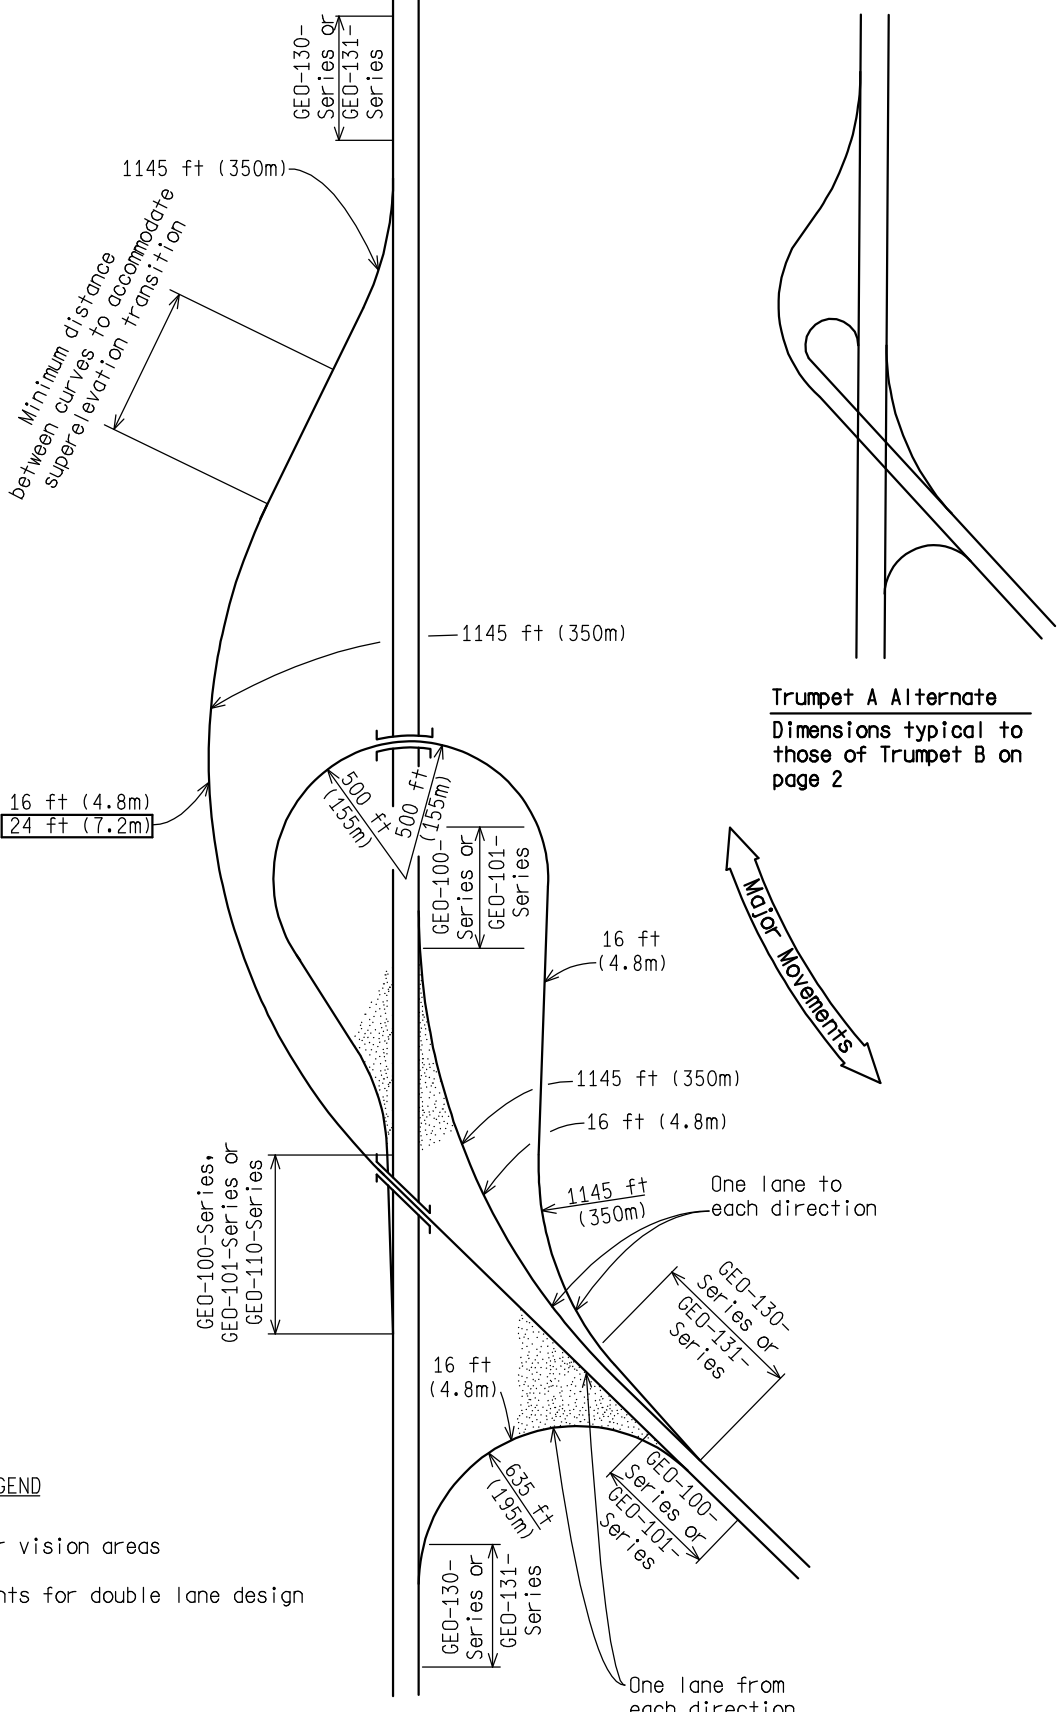 GEO-130-
Series or
GEO-131-
Series
1145 ft (350m)
Minimum distance
between curves to accommodate
superelevation transition
1145 ft (350m)
Trumpet A Alternate
Dimensions typical to
those of Trumpet B on
page 2
16 ft (4.8m)
24 ft (7.2m)
500 ft
(155m)
500 ft
(155m)
GEO-100-
Series or
GEO-101-
Series
Major Movements
16 ft
(4.8m)
1145 ft (350m)
16 ft (4.8m)
1145 ft
(350m)
One lane to
each direction
GEO-100-Series,
GEO-101-Series or
GEO-110-Series
GEO-130-
Series or
GEO-131-
Series
16 ft
(4.8m)
635 ft
(195m)
GEO-100-
Series or
GEO-101-
Series
GEND
r vision areas
nts for double lane design
GEO-130-
Series or
GEO-131-
Series
One lane from
each direction